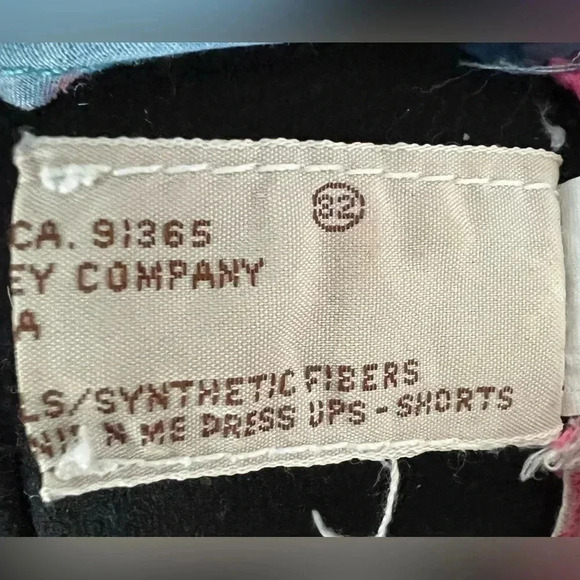 32
CA. 91365
EY COMPANY
A
LS/SYNTHETIC FIBERS
N ME DRESS UPS - SHORTS